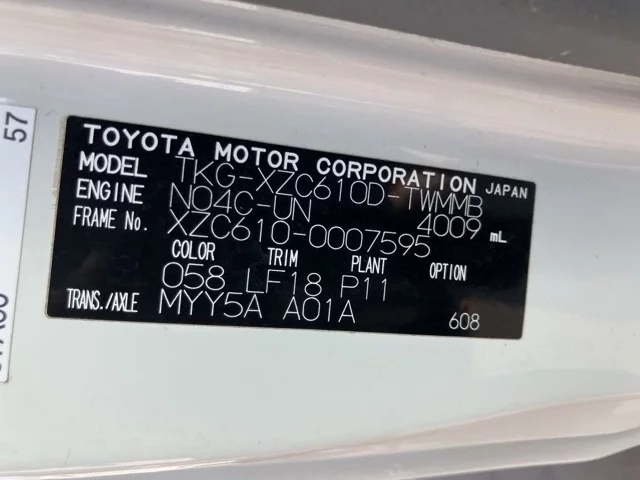 TOYOTA MOTOR CORPORATION JAPAN
MODEL TKG-XZC610D-TWMMB
ENGINE N04C-UN 4009 mL
FRAME No. XZC610-0007595
COLOR TRIM PLANT OPTION
058 LF18 P11
TRANS./AXLE MYY5A A01A 608
57